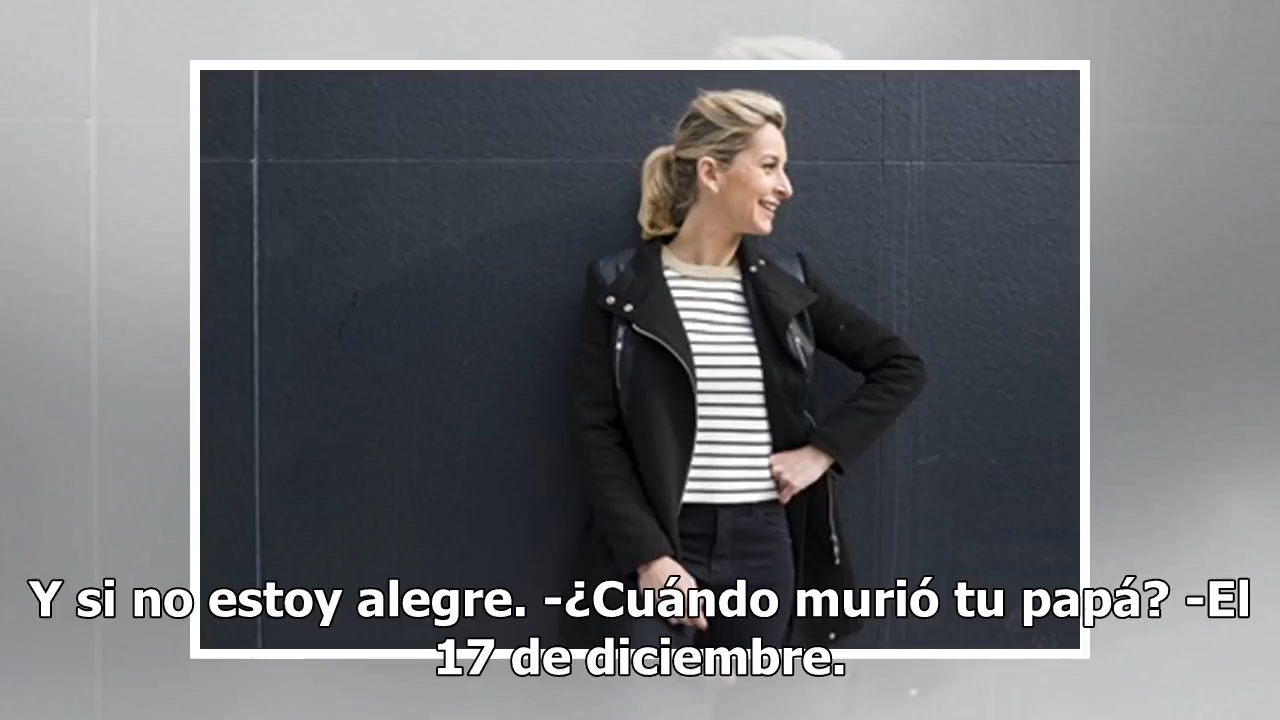 Y si no estoy alegre. -¿Cuándo murió tu papá? -El
17 de diciembre.